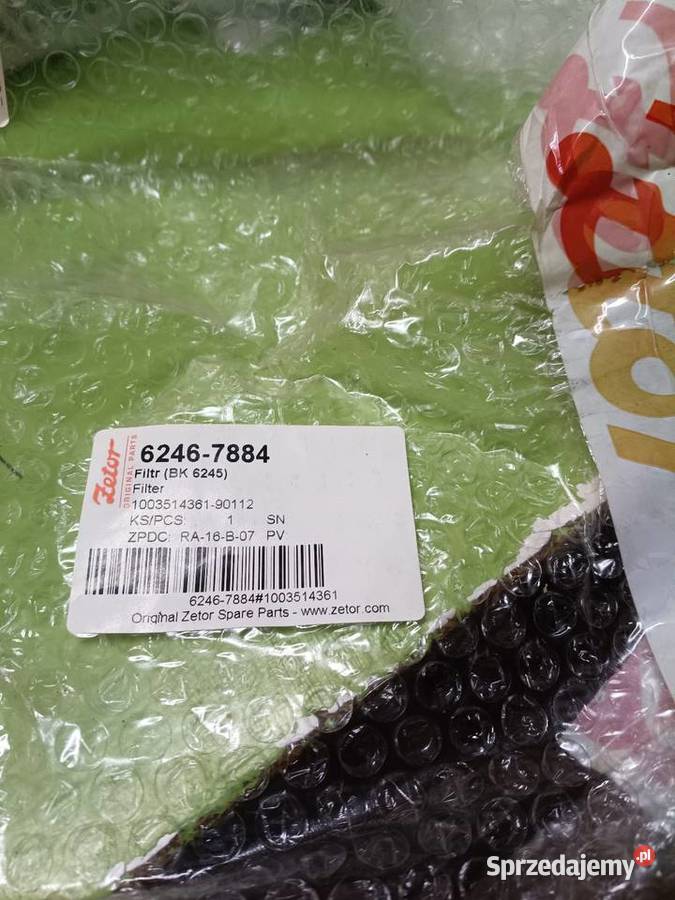 Zetor
ORIGINAL PARTS
6246-7884
Filtr (BK 6245)
Filter
1003514361-90112
KS/PCS: 1 SN
ZPDC: RA-16-B-07 PV
6246-7884#1003514361
Original Zetor Spare Parts - www.zetor.com
Sprzedajemy.pl